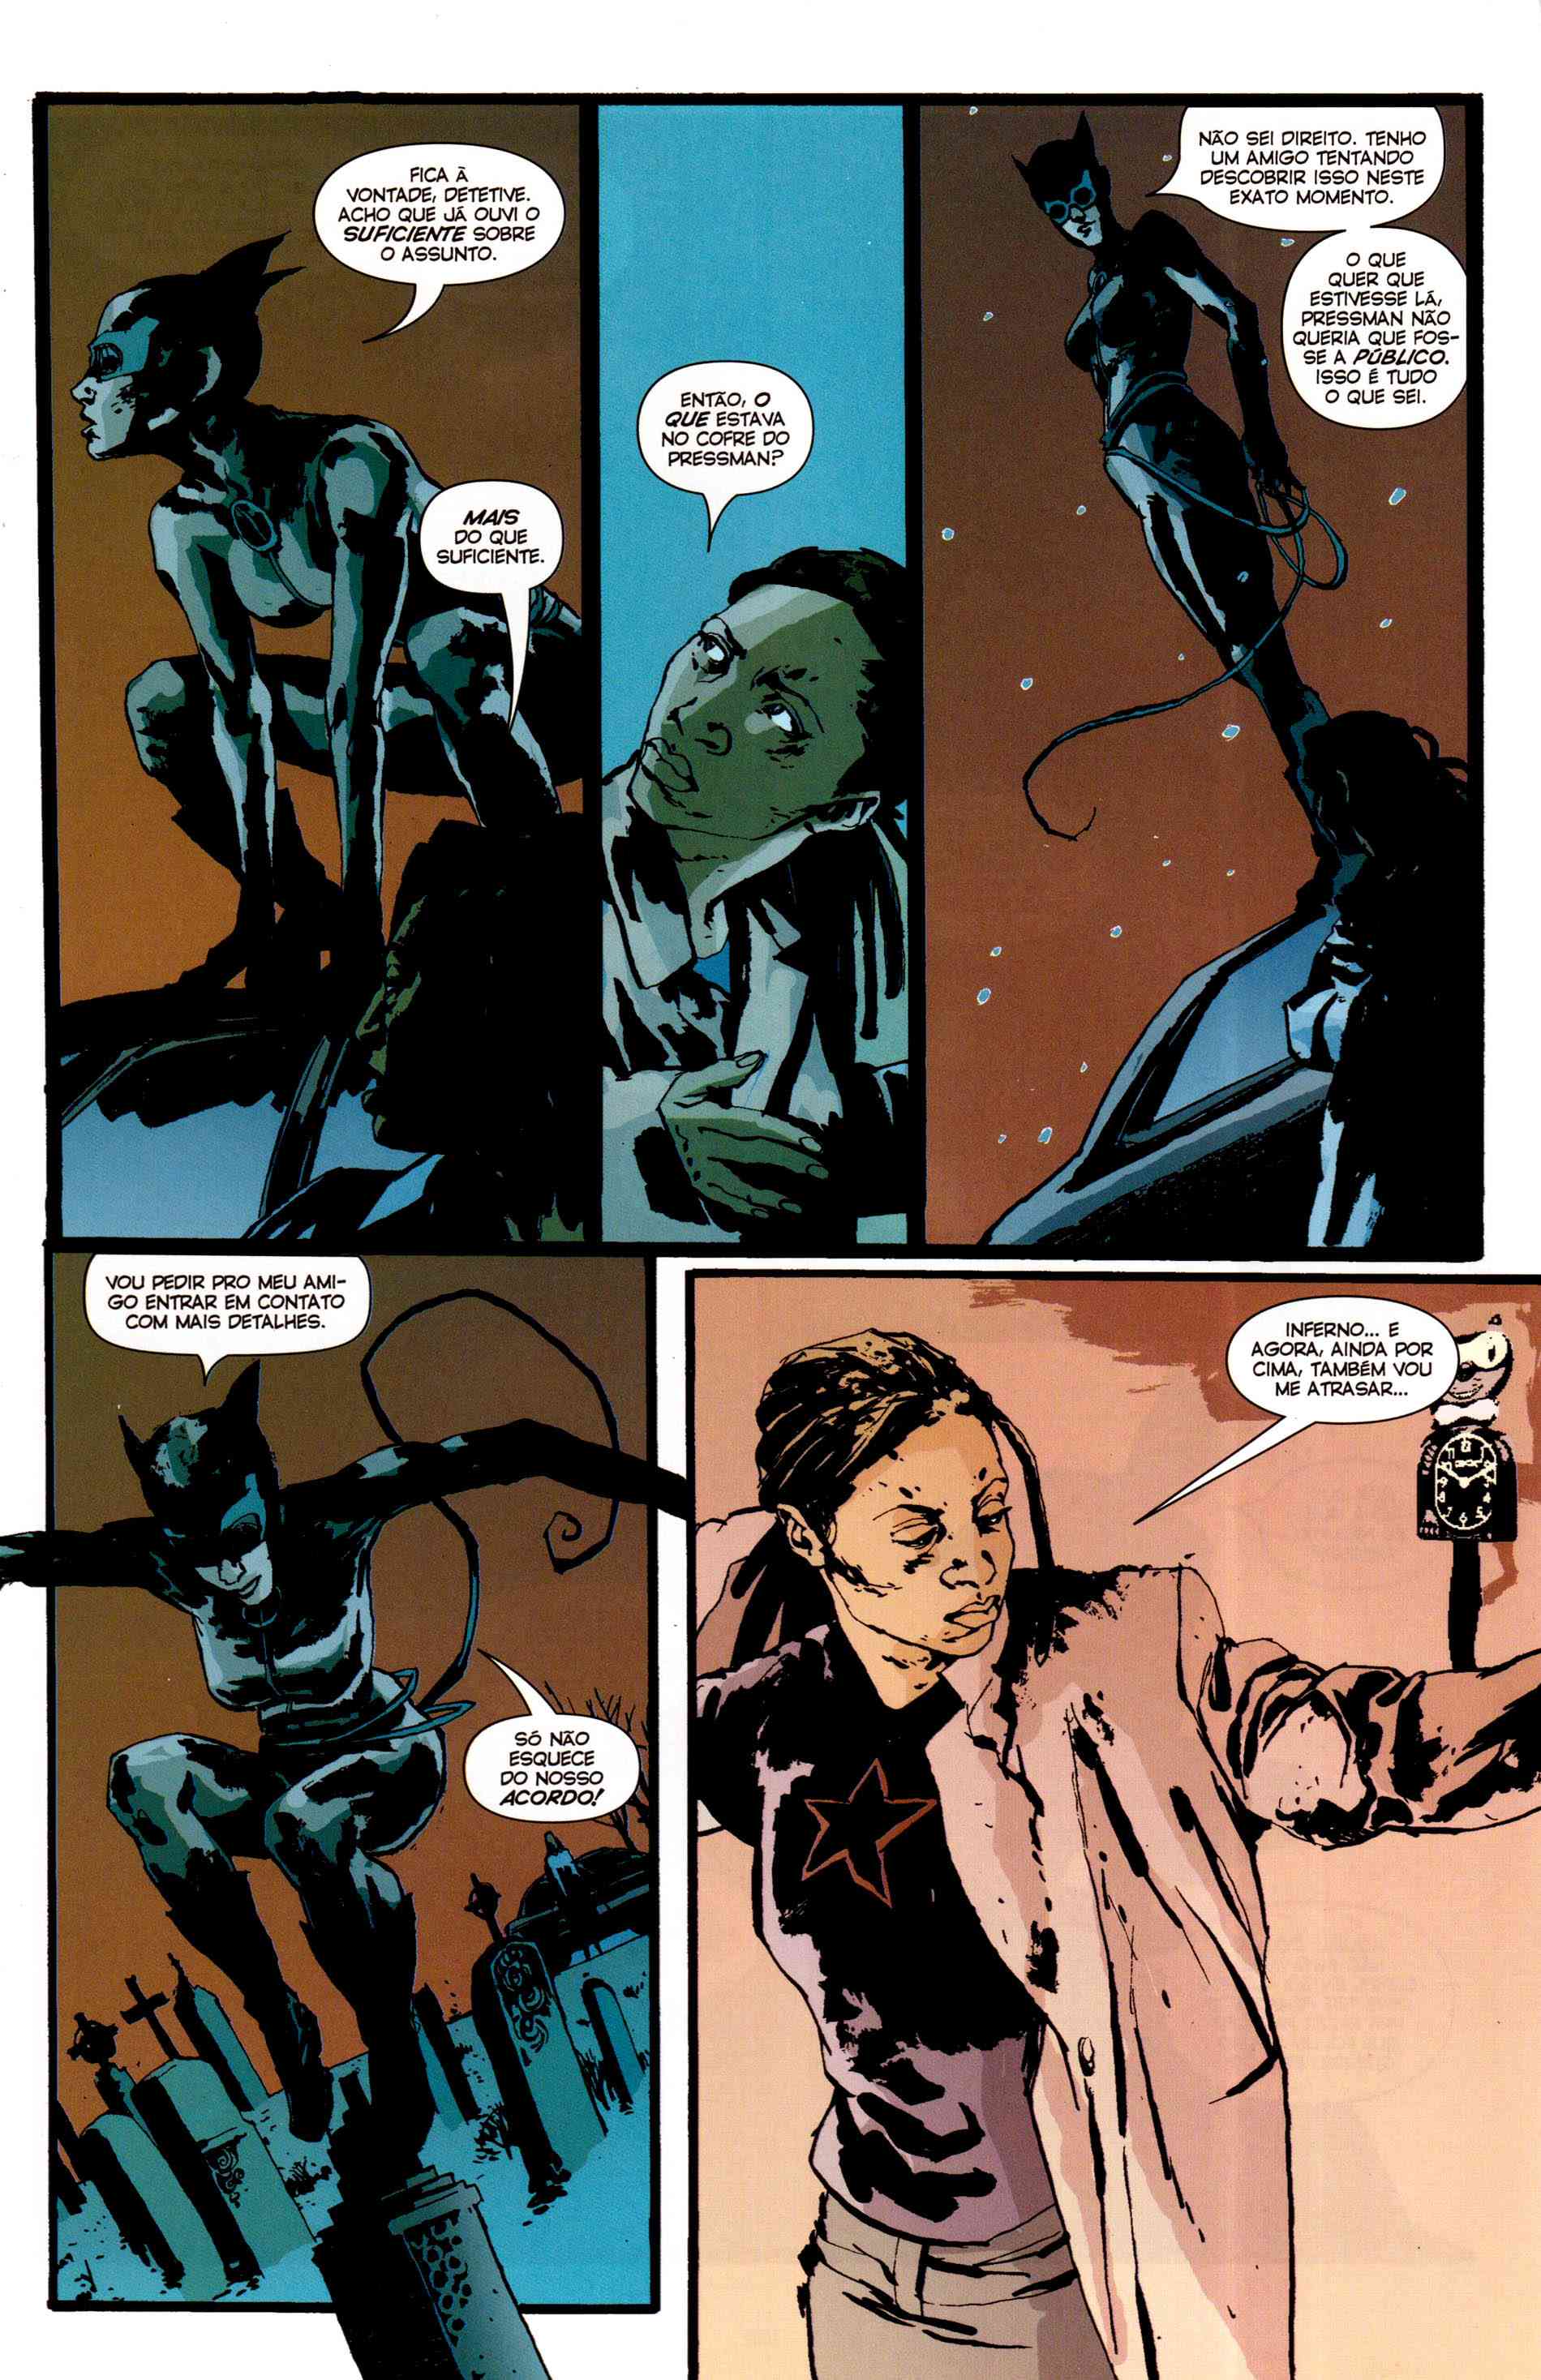 FICA À
VONTADE, DETETIVE.
ACHO QUE JÁ OUVI O
SUFICIENTE SOBRE
O ASSUNTO.
MAIS
DO QUE
SUFICIENTE.
ENTÃO, O
QUE ESTAVA
NO COFRE DO
PRESSMAN?
NÃO SEI DIREITO. TENHO
UM AMIGO TENTANDO
DESCOBRIR ISSO NESTE
EXATO MOMENTO.
O QUE
QUER QUE
ESTIVESSE LÁ,
PRESSMAN NÃO
QUERIA QUE FOS-
SE A PÚBLICO.
ISSO É TUDO
O QUE SEI.
VOU PEDIR PRO MEU AMI-
GO ENTRAR EM CONTATO
COM MAIS DETALHES.
SÓ NÃO
ESQUECE
DO NOSSO
ACORDO!
INFERNO... E
AGORA, AINDA POR
CIMA, TAMBÉM VOU
ME ATRASAR...